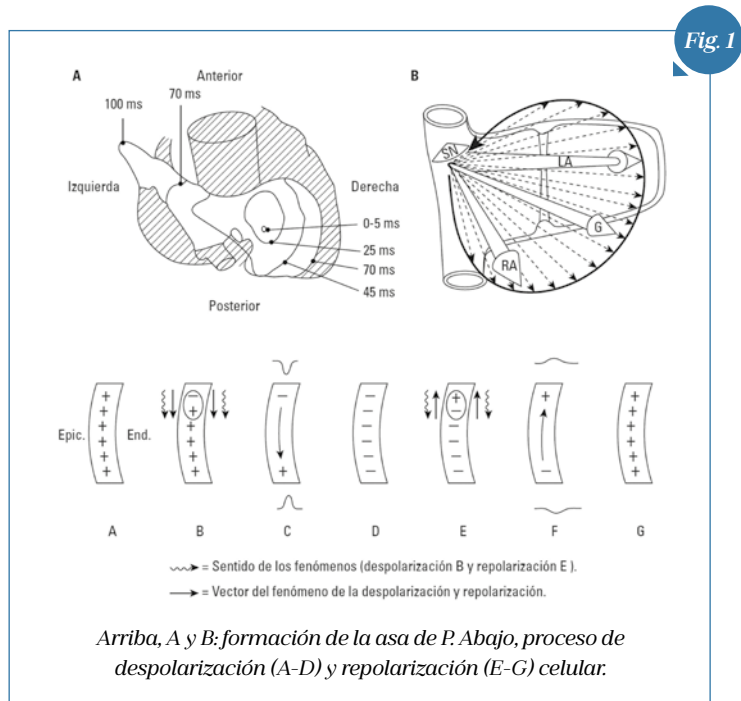 Fig. 1
A
Anterior
B
100 ms
70 ms
Izquierda
Derecha
0-5 ms
25 ms
70 ms
45 ms
Posterior
SN
LA
G
RA
Epic.
End.
+ + + + + +
− + + + + +
− +
− − − − − −
+ − − − − −
+ −
+ + + + + +
A B C D E F G
= Sentido de los fenómenos (despolarización B y repolarización E ).
= Vector del fenómeno de la despolarización y repolarización.
Arriba, A y B: formación de la asa de P. Abajo, proceso de
despolarización (A-D) y repolarización (E-G) celular.